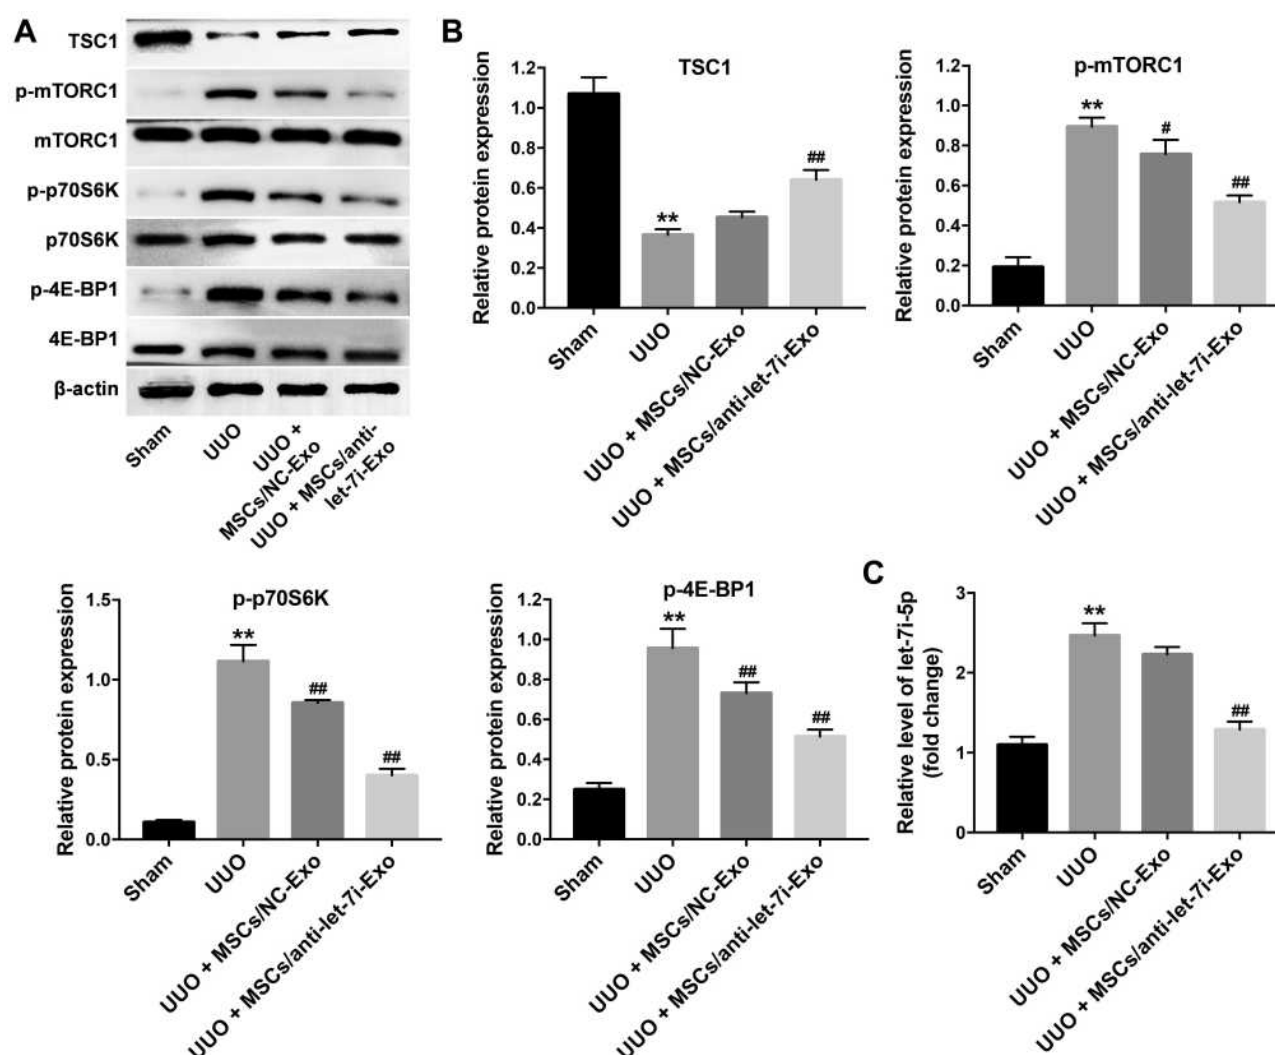 A
TSC1
p-mTORC1
mTORC1
p-p70S6K
p70S6K
p-4E-BP1
4E-BP1
β-actin
Sham
UUO
UUO +
MSCs/NC-Exo
UUO + MSCs/anti-
let-7i-Exo
B
TSC1
Relative protein expression
1.2
1.0
0.8
0.6
0.4
0.2
0.0
**
##
Sham
UUO
UUO + MSCs/NC-Exo
UUO + MSCs/anti-let-7i-Exo
p-mTORC1
Relative protein expression
1.2
1.0
0.8
0.6
0.4
0.2
0.0
**
#
##
Sham
UUO
UUO + MSCs/NC-Exo
UUO + MSCs/anti-let-7i-Exo
p-p70S6K
Relative protein expression
1.5
1.0
0.5
0.0
**
##
##
Sham
UUO
UUO + MSCs/NC-Exo
UUO + MSCs/anti-let-7i-Exo
p-4E-BP1
Relative protein expression
1.2
1.0
0.8
0.6
0.4
0.2
0.0
**
##
##
Sham
UUO
UUO + MSCs/NC-Exo
UUO + MSCs/anti-let-7i-Exo
C
Relative level of let-7i-5p
(fold change)
3
2
1
0
**
##
Sham
UUO
UUO + MSCs/NC-Exo
UUO + MSCs/anti-let-7i-Exo